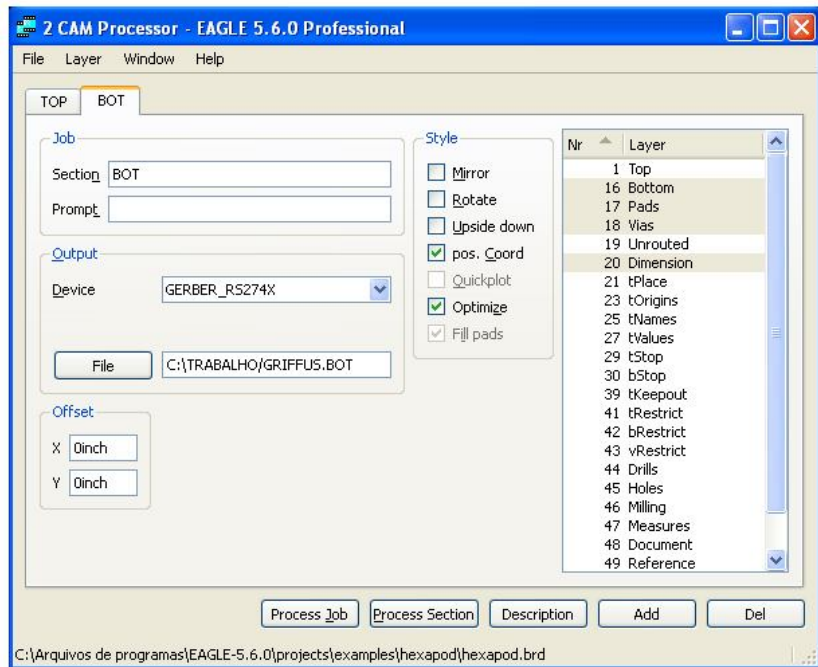 2 CAM Processor - EAGLE 5.6.0 Professional
File Layer Window Help
TOP BOT
Job
Section BOT
Prompt
Output
Device GERBER_RS274X
File C:\TRABALHO/GRIFFUS.BOT
Offset
X 0inch
Y 0inch
Style
Mirror
Rotate
Upside down
pos. Coord
Quickplot
Optimize
Fill pads
Nr Layer
1 Top
16 Bottom
17 Pads
18 Vias
19 Unrouted
20 Dimension
21 tPlace
23 tOrigins
25 tNames
27 tValues
29 tStop
30 bStop
39 tKeepout
41 tRestrict
42 bRestrict
43 vRestrict
44 Drills
45 Holes
46 Milling
47 Measures
48 Document
49 Reference
Process Job Process Section Description Add Del
C:\Arquivos de programas\EAGLE-5.6.0\projects\examples\hexapod\hexapod.brd